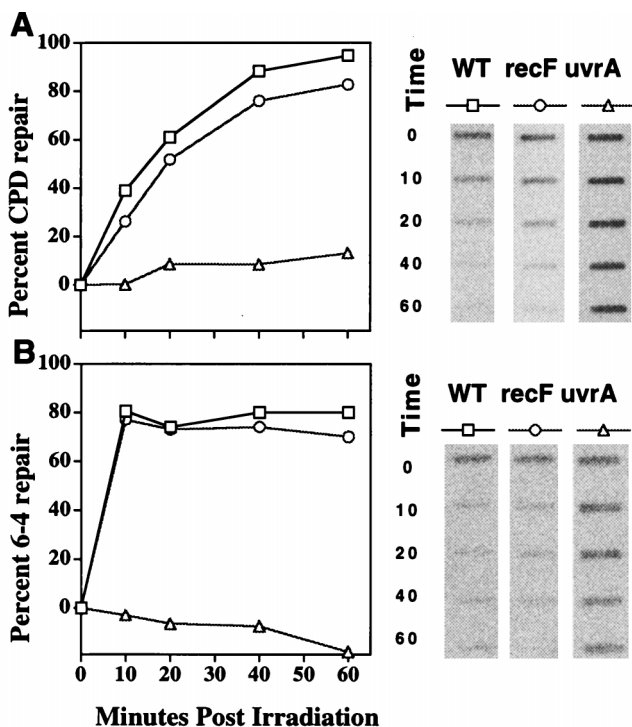 A
Percent CPD repair
100
80
60
40
20
0
Time
WT recF uvrA
0
10
20
40
60
B
Percent 6-4 repair
100
80
60
40
20
0
0 10 20 30 40 50 60
Minutes Post Irradiation
Time
WT recF uvrA
0
10
20
40
60